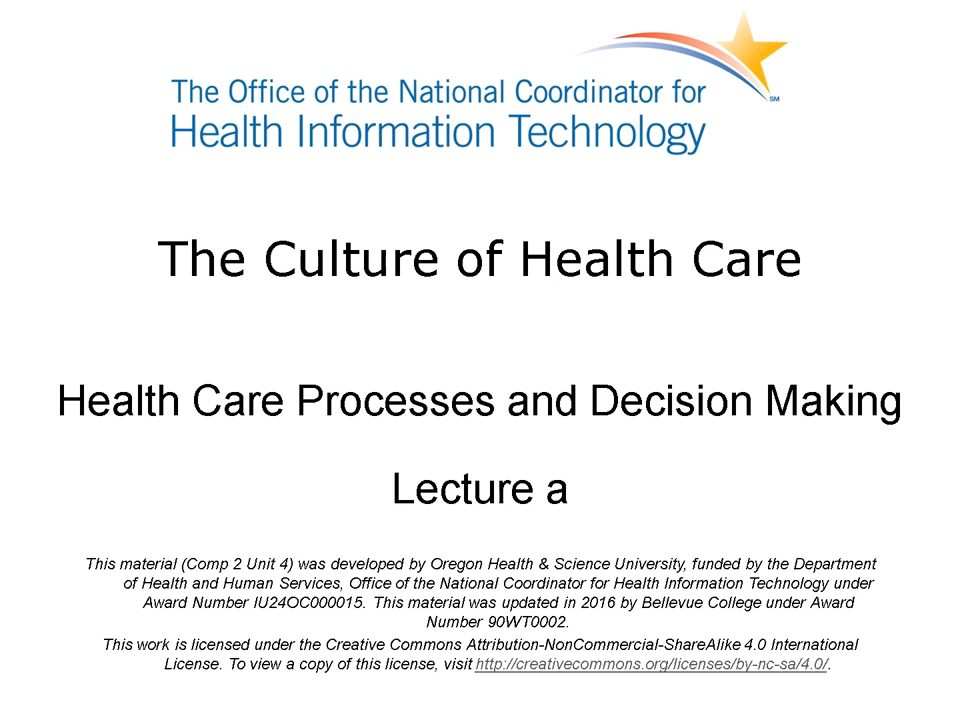 The Office of the National Coordinator for
Health Information Technology
SM
The Culture of Health Care
Health Care Processes and Decision Making
Lecture a
This material (Comp 2 Unit 4) was developed by Oregon Health & Science University, funded by the Department
of Health and Human Services, Office of the National Coordinator for Health Information Technology under
Award Number IU24OC000015. This material was updated in 2016 by Bellevue College under Award
Number 90WT0002.
This work is licensed under the Creative Commons Attribution-NonCommercial-ShareAlike 4.0 International
License. To view a copy of this license, visit http://creativecommons.org/licenses/by-nc-sa/4.0/.